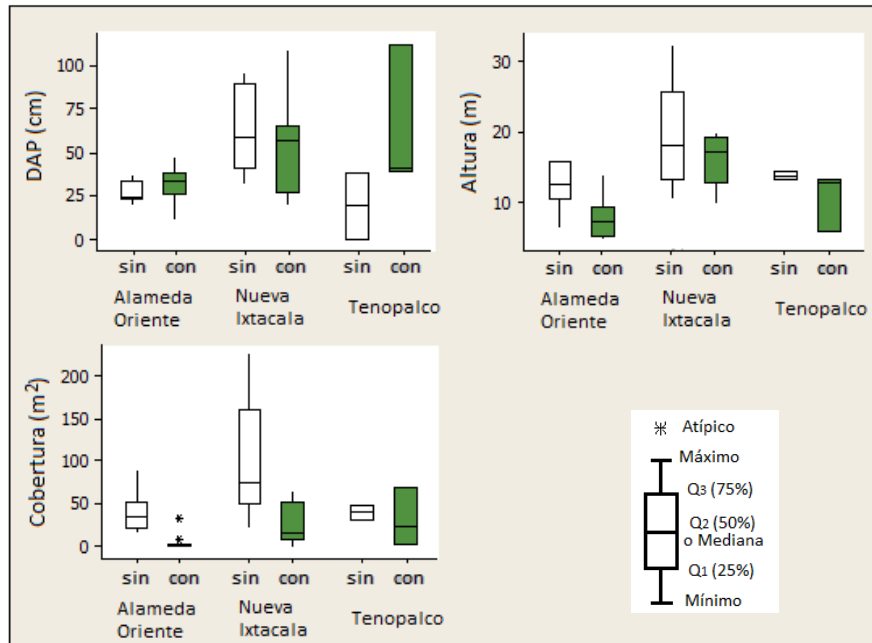 DAP (cm)
100
75
50
25
0
sin con sin con sin con
Alameda Oriente
Nueva Ixtacala
Tenopalco
Altura (m)
30
20
10
sin con sin con sin con
Alameda Oriente
Nueva Ixtacala
Tenopalco
Cobertura (m²)
200
150
100
50
0
sin con sin con sin con
Alameda Oriente
Nueva Ixtacala
Tenopalco
Atípico
Máximo
Q3 (75%)
Q2 (50%)
o Mediana
Q1 (25%)
Mínimo